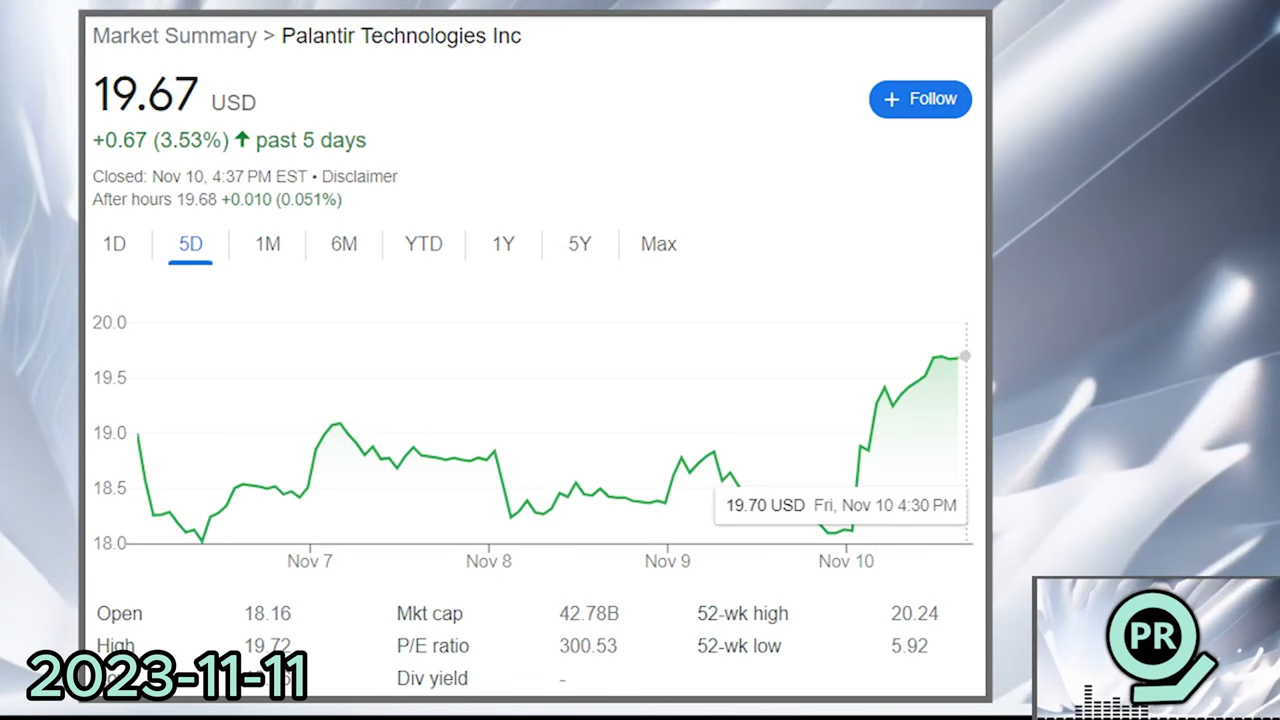 Market Summary > Palantir Technologies Inc
19.67 USD
+ Follow
+0.67 (3.53%) ↑ past 5 days
Closed: Nov 10, 4:37 PM EST • Disclaimer
After hours 19.68 +0.010 (0.051%)
1D 5D 1M 6M YTD 1Y 5Y Max
20.0
19.5
19.0
18.5
18.0
19.70 USD Fri, Nov 10 4:30 PM
Nov 7 Nov 8 Nov 9 Nov 10
Open 18.16 Mkt cap 42.78B 52-wk high 20.24
High 19.72 P/E ratio 300.53 52-wk low 5.92
Div yield -
2023-11-11
PR